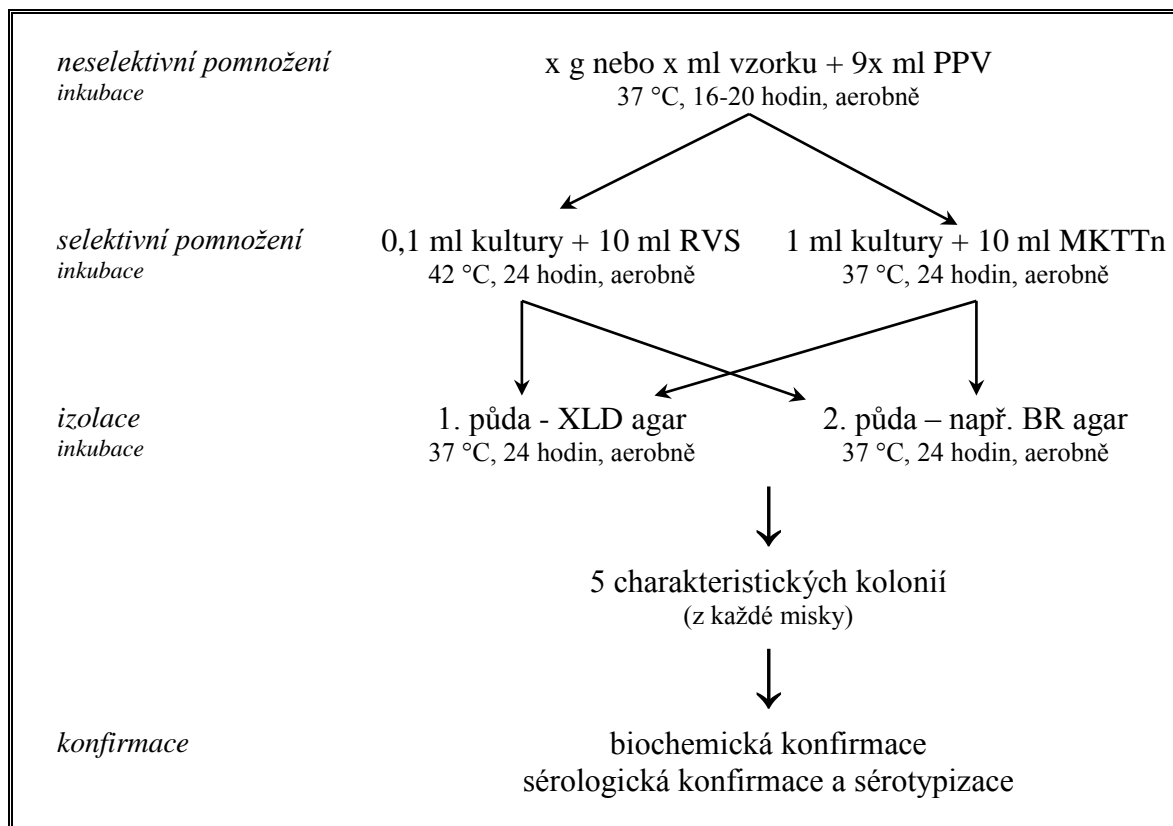 neselektivní pomnožení
inkubace
x g nebo x ml vzorku + 9x ml PPV
37 °C, 16-20 hodin, aerobně
selektivní pomnožení
inkubace
0,1 ml kultury + 10 ml RVS
42 °C, 24 hodin, aerobně
1 ml kultury + 10 ml MKTTn
37 °C, 24 hodin, aerobně
izolace
inkubace
1. půda - XLD agar
37 °C, 24 hodin, aerobně
2. půda – např. BR agar
37 °C, 24 hodin, aerobně
5 charakteristických kolonií
(z každé misky)
konfirmace
biochemická konfirmace
sérologická konfirmace a sérotypizace